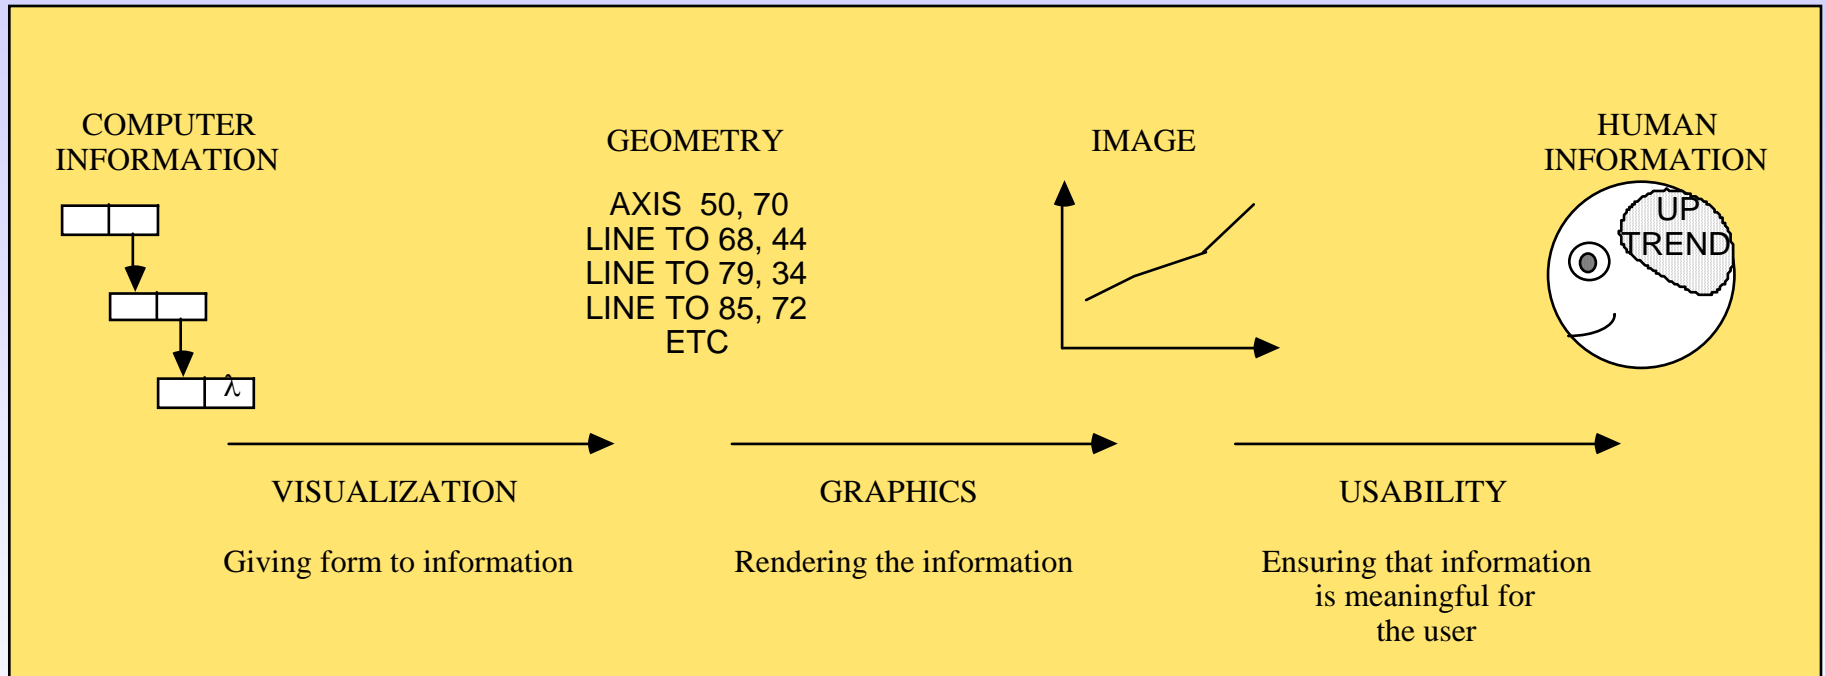 COMPUTER
INFORMATION
λ
GEOMETRY
AXIS 50, 70
LINE TO 68, 44
LINE TO 79, 34
LINE TO 85, 72
ETC
IMAGE
HUMAN
INFORMATION
UP
TREND
VISUALIZATION
Giving form to information
GRAPHICS
Rendering the information
USABILITY
Ensuring that information
is meaningful for
the user